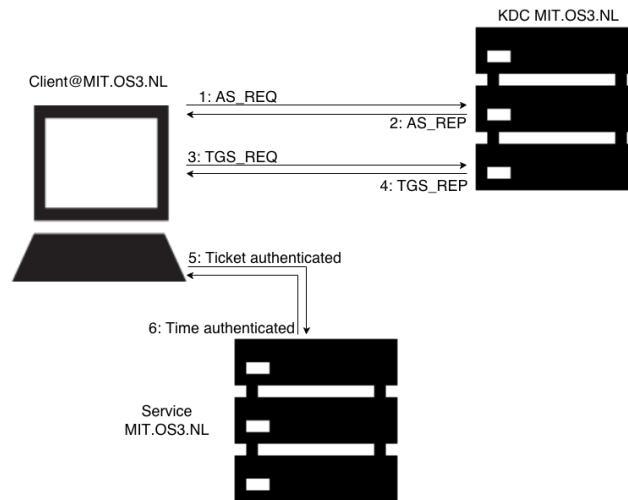 KDC MIT.OS3.NL
Client@MIT.OS3.NL
1: AS_REQ
2: AS_REP
3: TGS_REQ
4: TGS_REP
5: Ticket authenticated
6: Time authenticated
Service
MIT.OS3.NL